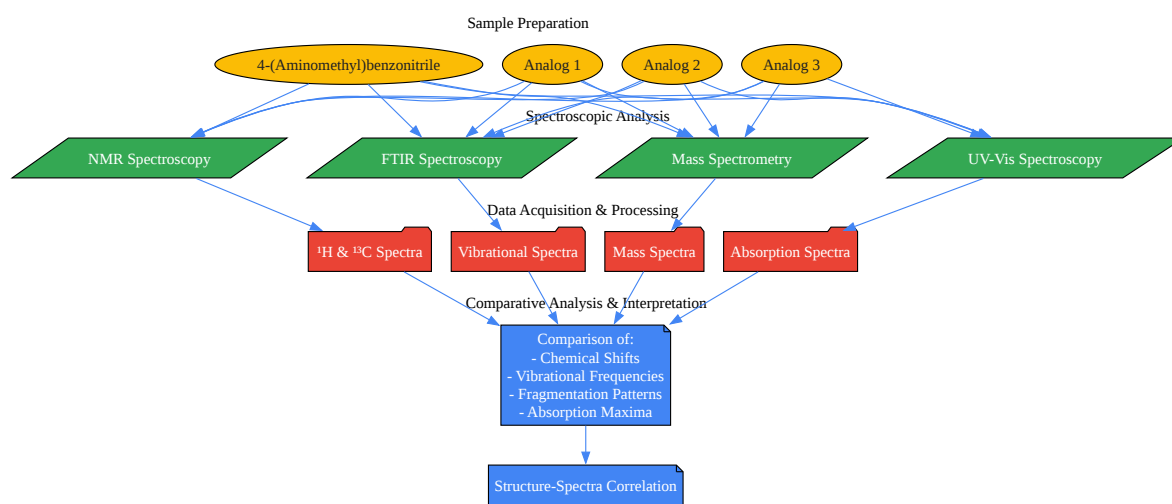 Sample Preparation
4-(Aminomethyl)benzonitrile
Analog 1
Analog 2
Analog 3
Spectroscopic Analysis
NMR Spectroscopy
FTIR Spectroscopy
Mass Spectrometry
UV-Vis Spectroscopy
Data Acquisition & Processing
¹H & ¹³C Spectra
Vibrational Spectra
Mass Spectra
Absorption Spectra
Comparative Analysis & Interpretation
Comparison of:
- Chemical Shifts
- Vibrational Frequencies
- Fragmentation Patterns
- Absorption Maxima
Structure-Spectra Correlation